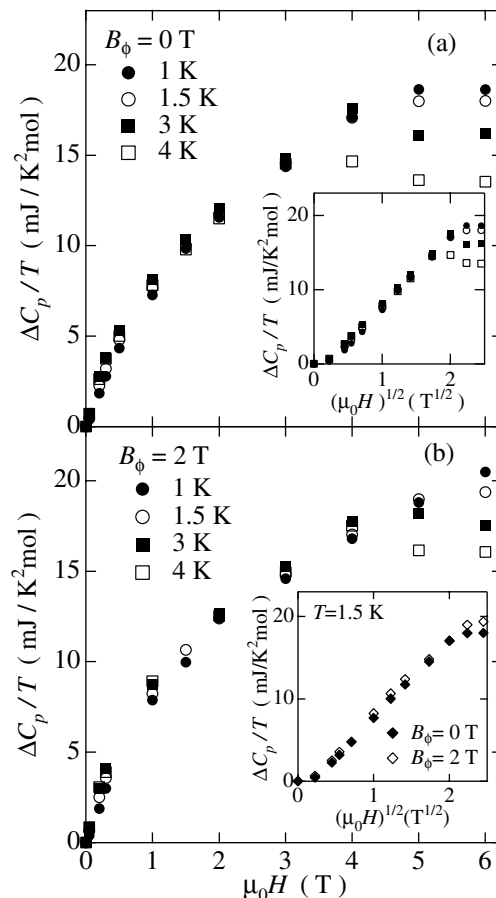 B_ϕ = 0 T
(a)
● 1 K
○ 1.5 K
■ 3 K
□ 4 K
20
15
10
5
0
ΔC_p /T ( mJ / K²mol )
20
10
0
ΔC_p /T (mJ/K²mol)
0
1
2
(μ₀H )^{1/2} ( T^{1/2} )
B_ϕ = 2 T
(b)
● 1 K
○ 1.5 K
■ 3 K
□ 4 K
20
15
10
5
0
ΔC_p /T ( mJ / K²mol )
T=1.5 K
20
10
0
ΔC_p /T (mJ/K²mol)
◆ B_ϕ= 0 T
◇ B_ϕ= 2 T
0
1
2
(μ₀H)^{1/2}(T^{1/2})
0 1 2 3 4 5 6
μ₀H ( T )